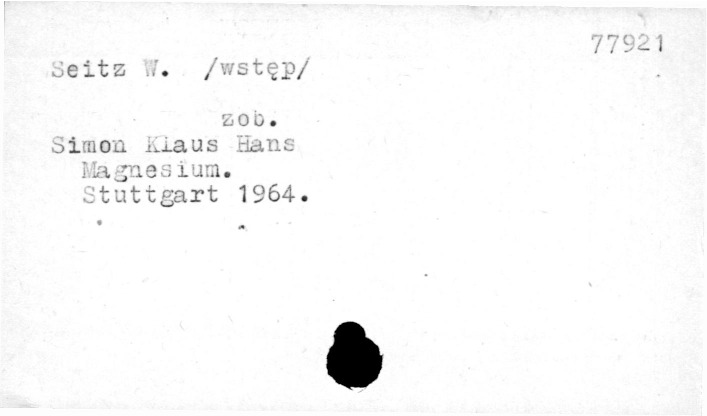 77921
Seitz W. /wstęp/
zob.
Simon Klaus Hans
Magnesium.
Stuttgart 1964.